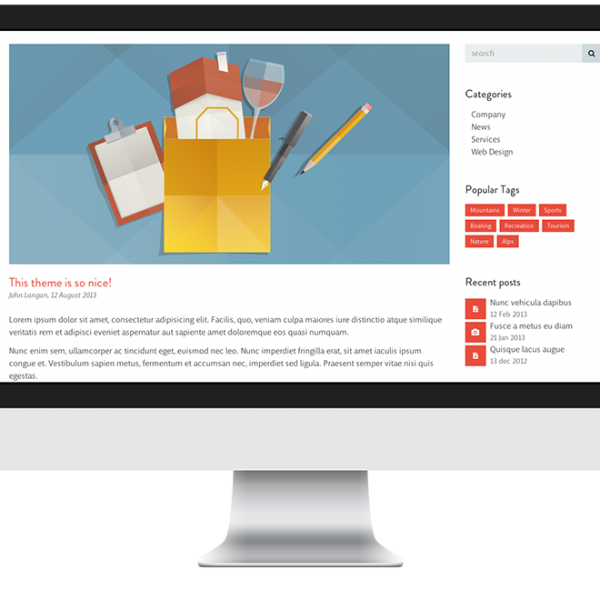 search
Categories
Company
News
Services
Web Design
Popular Tags
Mountains Winter Sports
Boating Recreation Tourism
Nature Alps
Recent posts
Nunc vehicula dapibus
12 Feb 2013
Fusce a metus eu diam
21 Jan 2013
Quisque lacus augue
13 dec 2012
This theme is so nice!
John Langan, 12 August 2013
Lorem ipsum dolor sit amet, consectetur adipisicing elit. Facilis, quo, veniam culpa maiores iure distinctio atque similique
veritatis rem et adipisci eveniet aspernatur aut sapiente amet doloremque eos quasi numquam.
Nunc enim sem, ullamcorper ac tincidunt eget, euismod nec leo. Nunc imperdiet fringilla erat, sit amet iaculis ipsum
congue et. Vestibulum sapien metus, fermentum et accumsan nec, imperdiet sed ligula. Praesent semper vitae nisi quis
egestas.